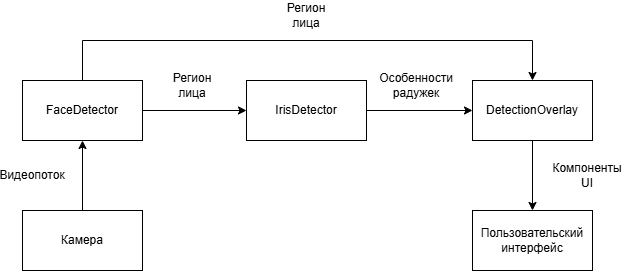 Регион
лица
Регион
лица
Особенности
радужек
FaceDetector
IrisDetector
DetectionOverlay
Видеопоток
Компоненты
UI
Камера
Пользовательский
интерфейс